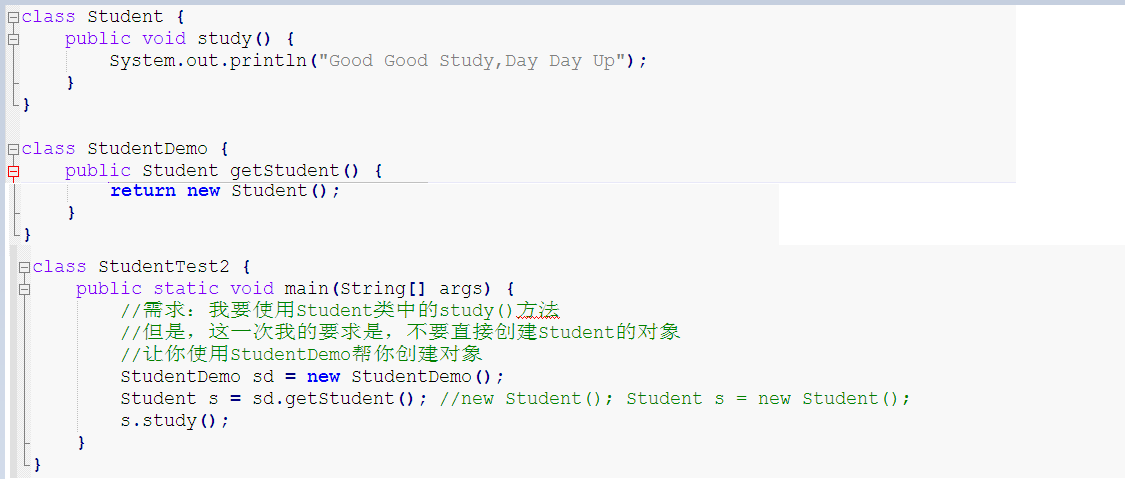 class Student {
public void study() {
System.out.println("Good Good Study,Day Day Up");
}
}
class StudentDemo {
public Student getStudent() {
return new Student();
}
}
class StudentTest2 {
public static void main(String[] args) {
//需求：我要使用Student类中的study()方法
//但是，这一次我的要求是，不要直接创建Student的对象
//让你使用StudentDemo帮你创建对象
StudentDemo sd = new StudentDemo();
Student s = sd.getStudent(); //new Student(); Student s = new Student();
s.study();
}
}